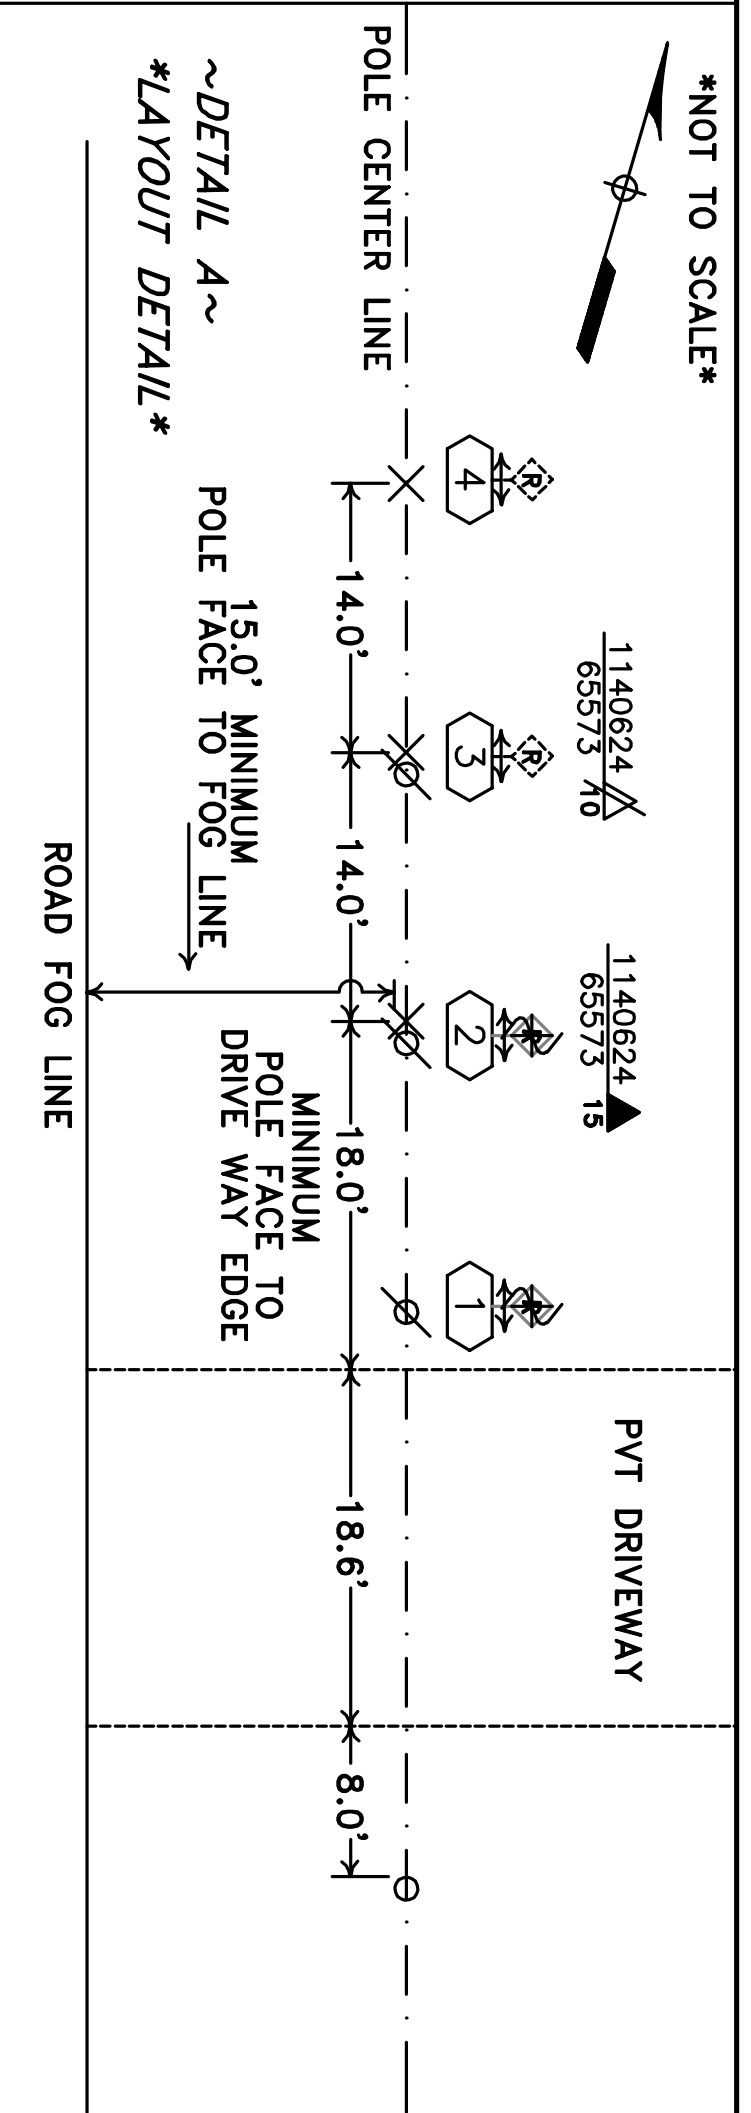 *NOT TO SCALE*
1140624
65573 10
1140624
65573 15
PVT DRIVEWAY
R
R
R
R
4
3
2
1
POLE CENTER LINE
14.0'
14.0'
18.0'
18.6'
8.0'
MINIMUM
POLE FACE TO
DRIVE WAY EDGE
15.0' MINIMUM
POLE FACE TO FOG LINE
~DETAIL A~
*LAYOUT DETAIL*
ROAD FOG LINE